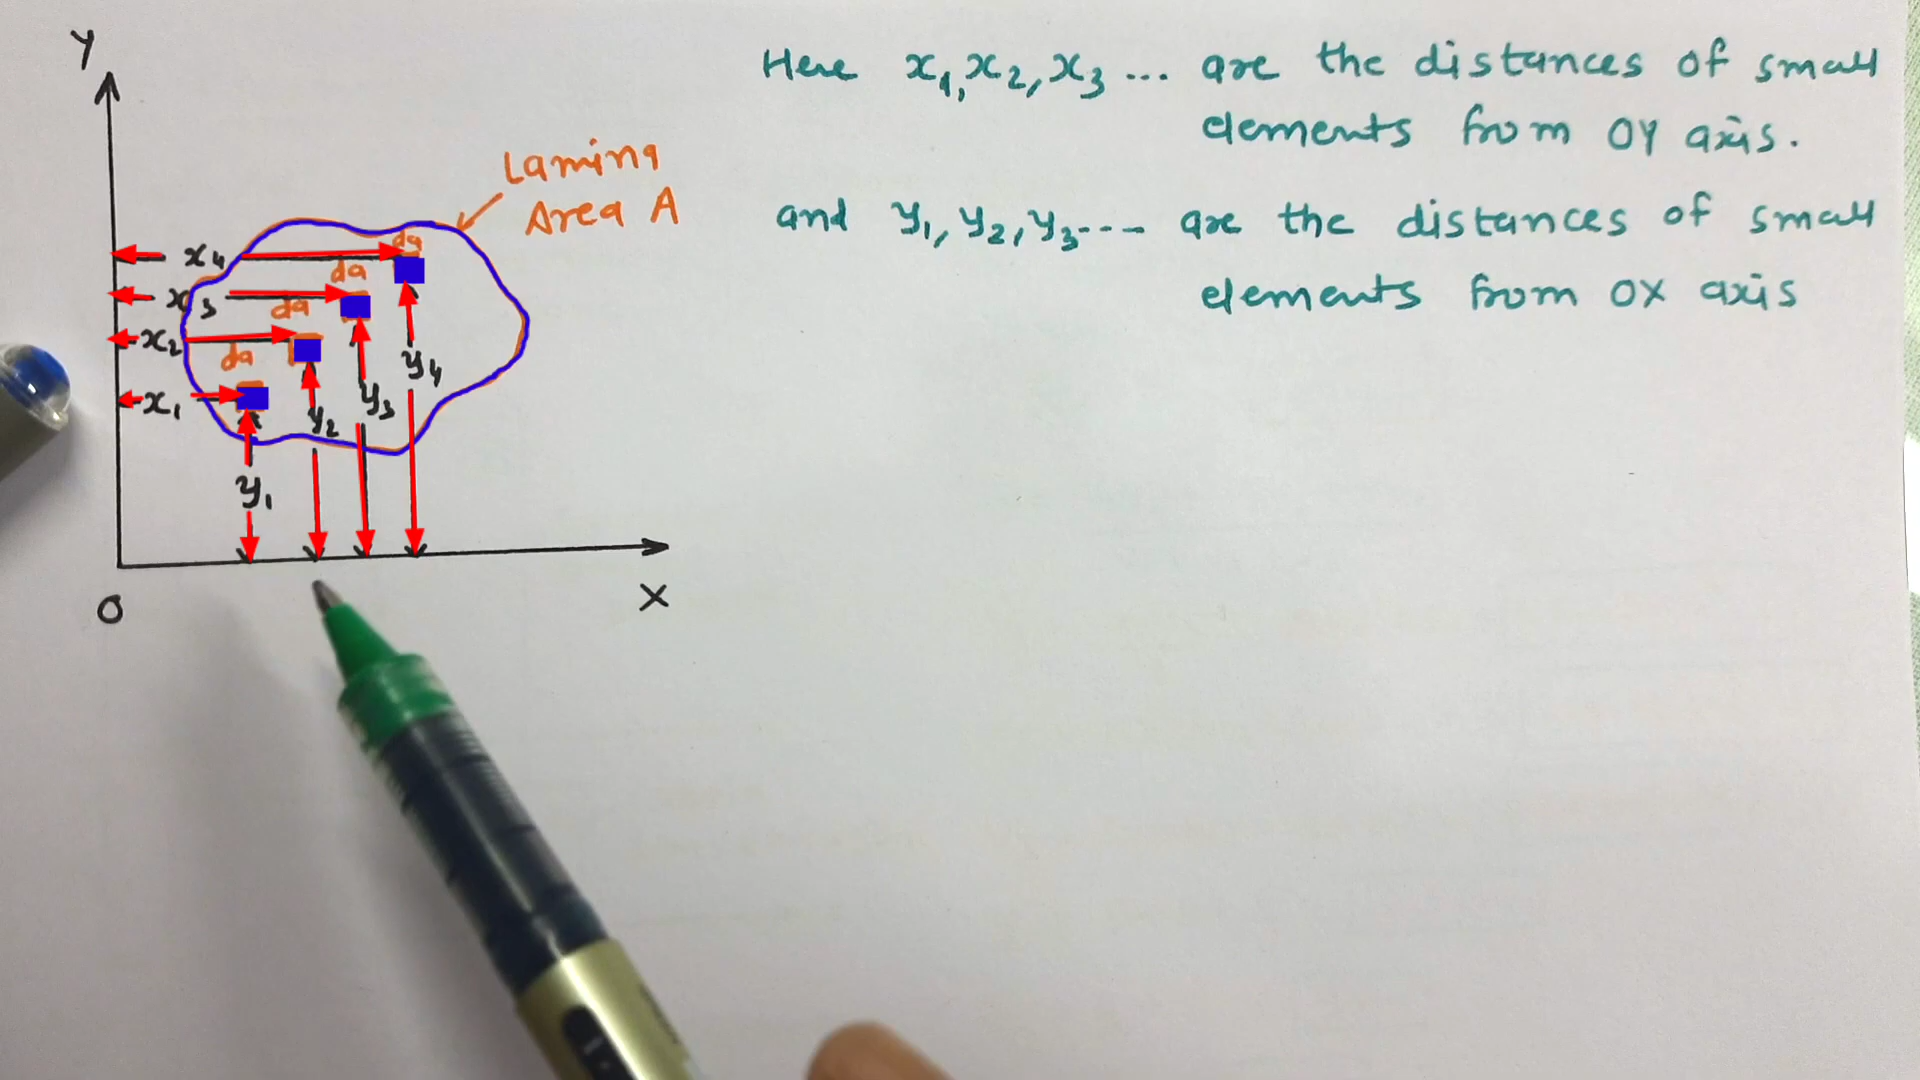 Y
Here x1, x2, x3 ... are the distances of small
elements from OY axis.
Lamina
Area A
and y1, y2, y3 .... are the distances of small
elements from OX axis
da
x4
da
x3
da
x2
da
x1
y4
y3
y2
y1
O
X